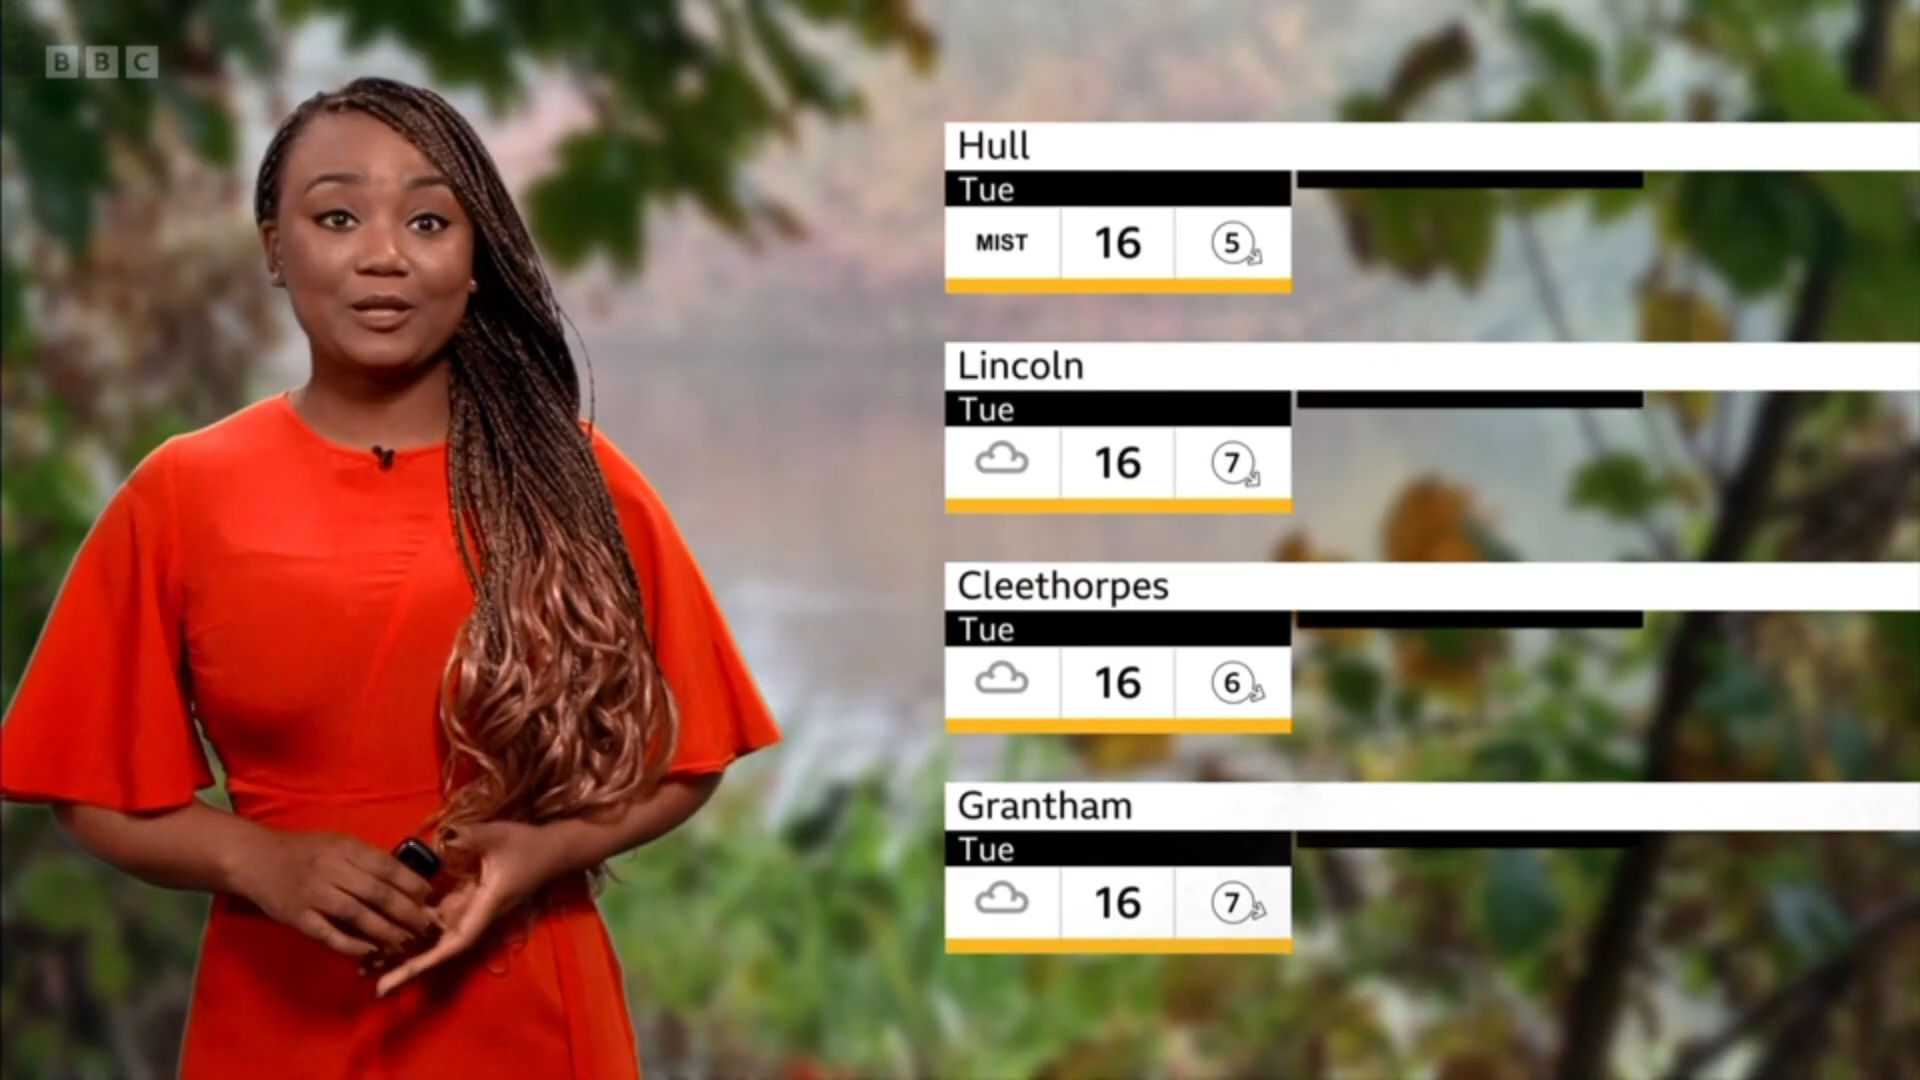 BBC
Hull
Tue
MIST 16 5
Lincoln
Tue
16 7
Cleethorpes
Tue
16 6
Grantham
Tue
16 7